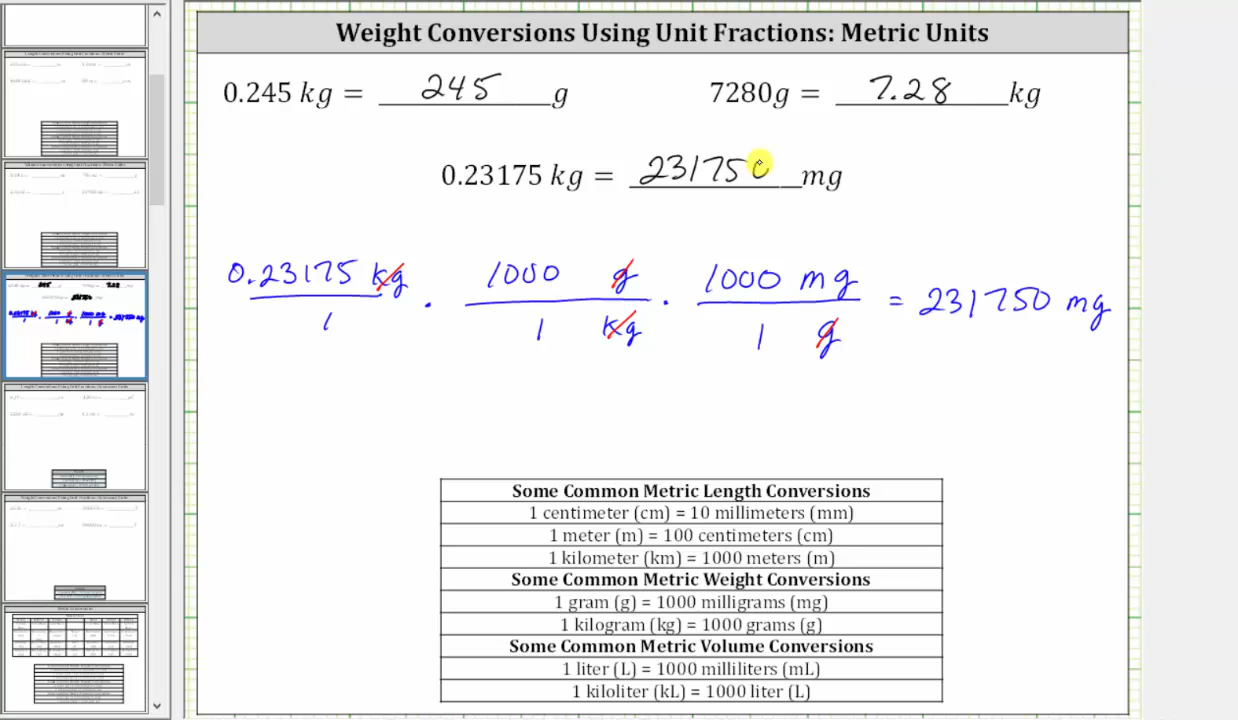 Weight Conversions Using Unit Fractions: Metric Units
0.245 kg = 245 g
7280g = 7.28 kg
0.23175 kg = 231750 mg
0.23175 kg / 1 · 1000 g / 1 kg · 1000 mg / 1 g = 231750 mg
Some Common Metric Length Conversions
1 centimeter (cm) = 10 millimeters (mm)
1 meter (m) = 100 centimeters (cm)
1 kilometer (km) = 1000 meters (m)
Some Common Metric Weight Conversions
1 gram (g) = 1000 milligrams (mg)
1 kilogram (kg) = 1000 grams (g)
Some Common Metric Volume Conversions
1 liter (L) = 1000 milliliters (mL)
1 kiloliter (kL) = 1000 liter (L)